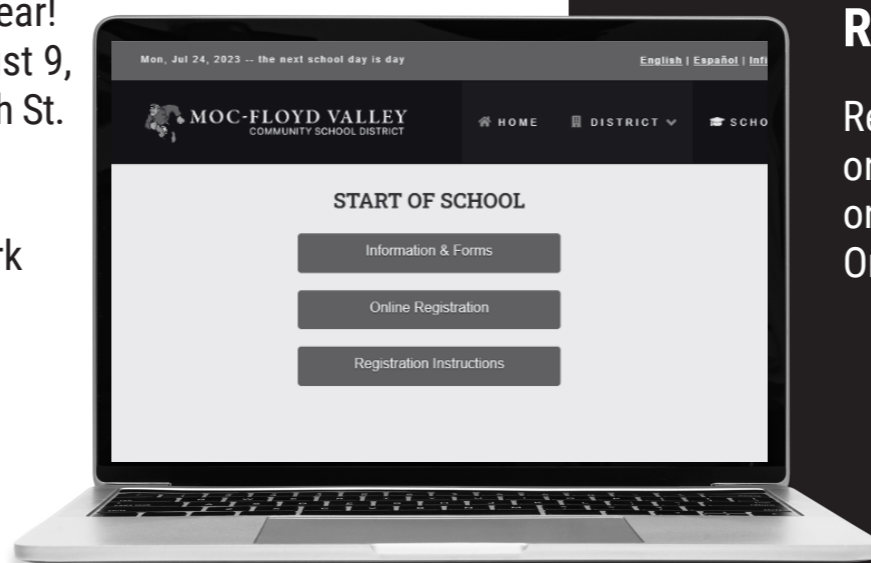 ear!
st 9,
h St.
rk
Mon, Jul 24, 2023 -- the next school day is day
English | Español | Infi
MOC-FLOYD VALLEY
COMMUNITY SCHOOL DISTRICT
HOME
DISTRICT
SCHO
START OF SCHOOL
Information & Forms
Online Registration
Registration Instructions
R
Re
or
or
Or